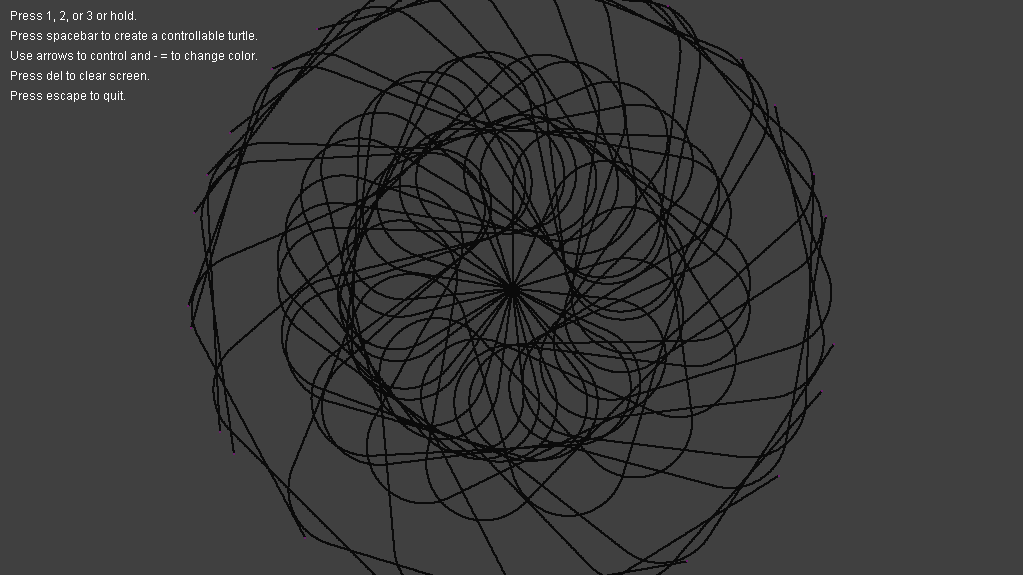 Press 1, 2, or 3 or hold.
Press spacebar to create a controllable turtle.
Use arrows to control and - = to change color.
Press del to clear screen.
Press escape to quit.